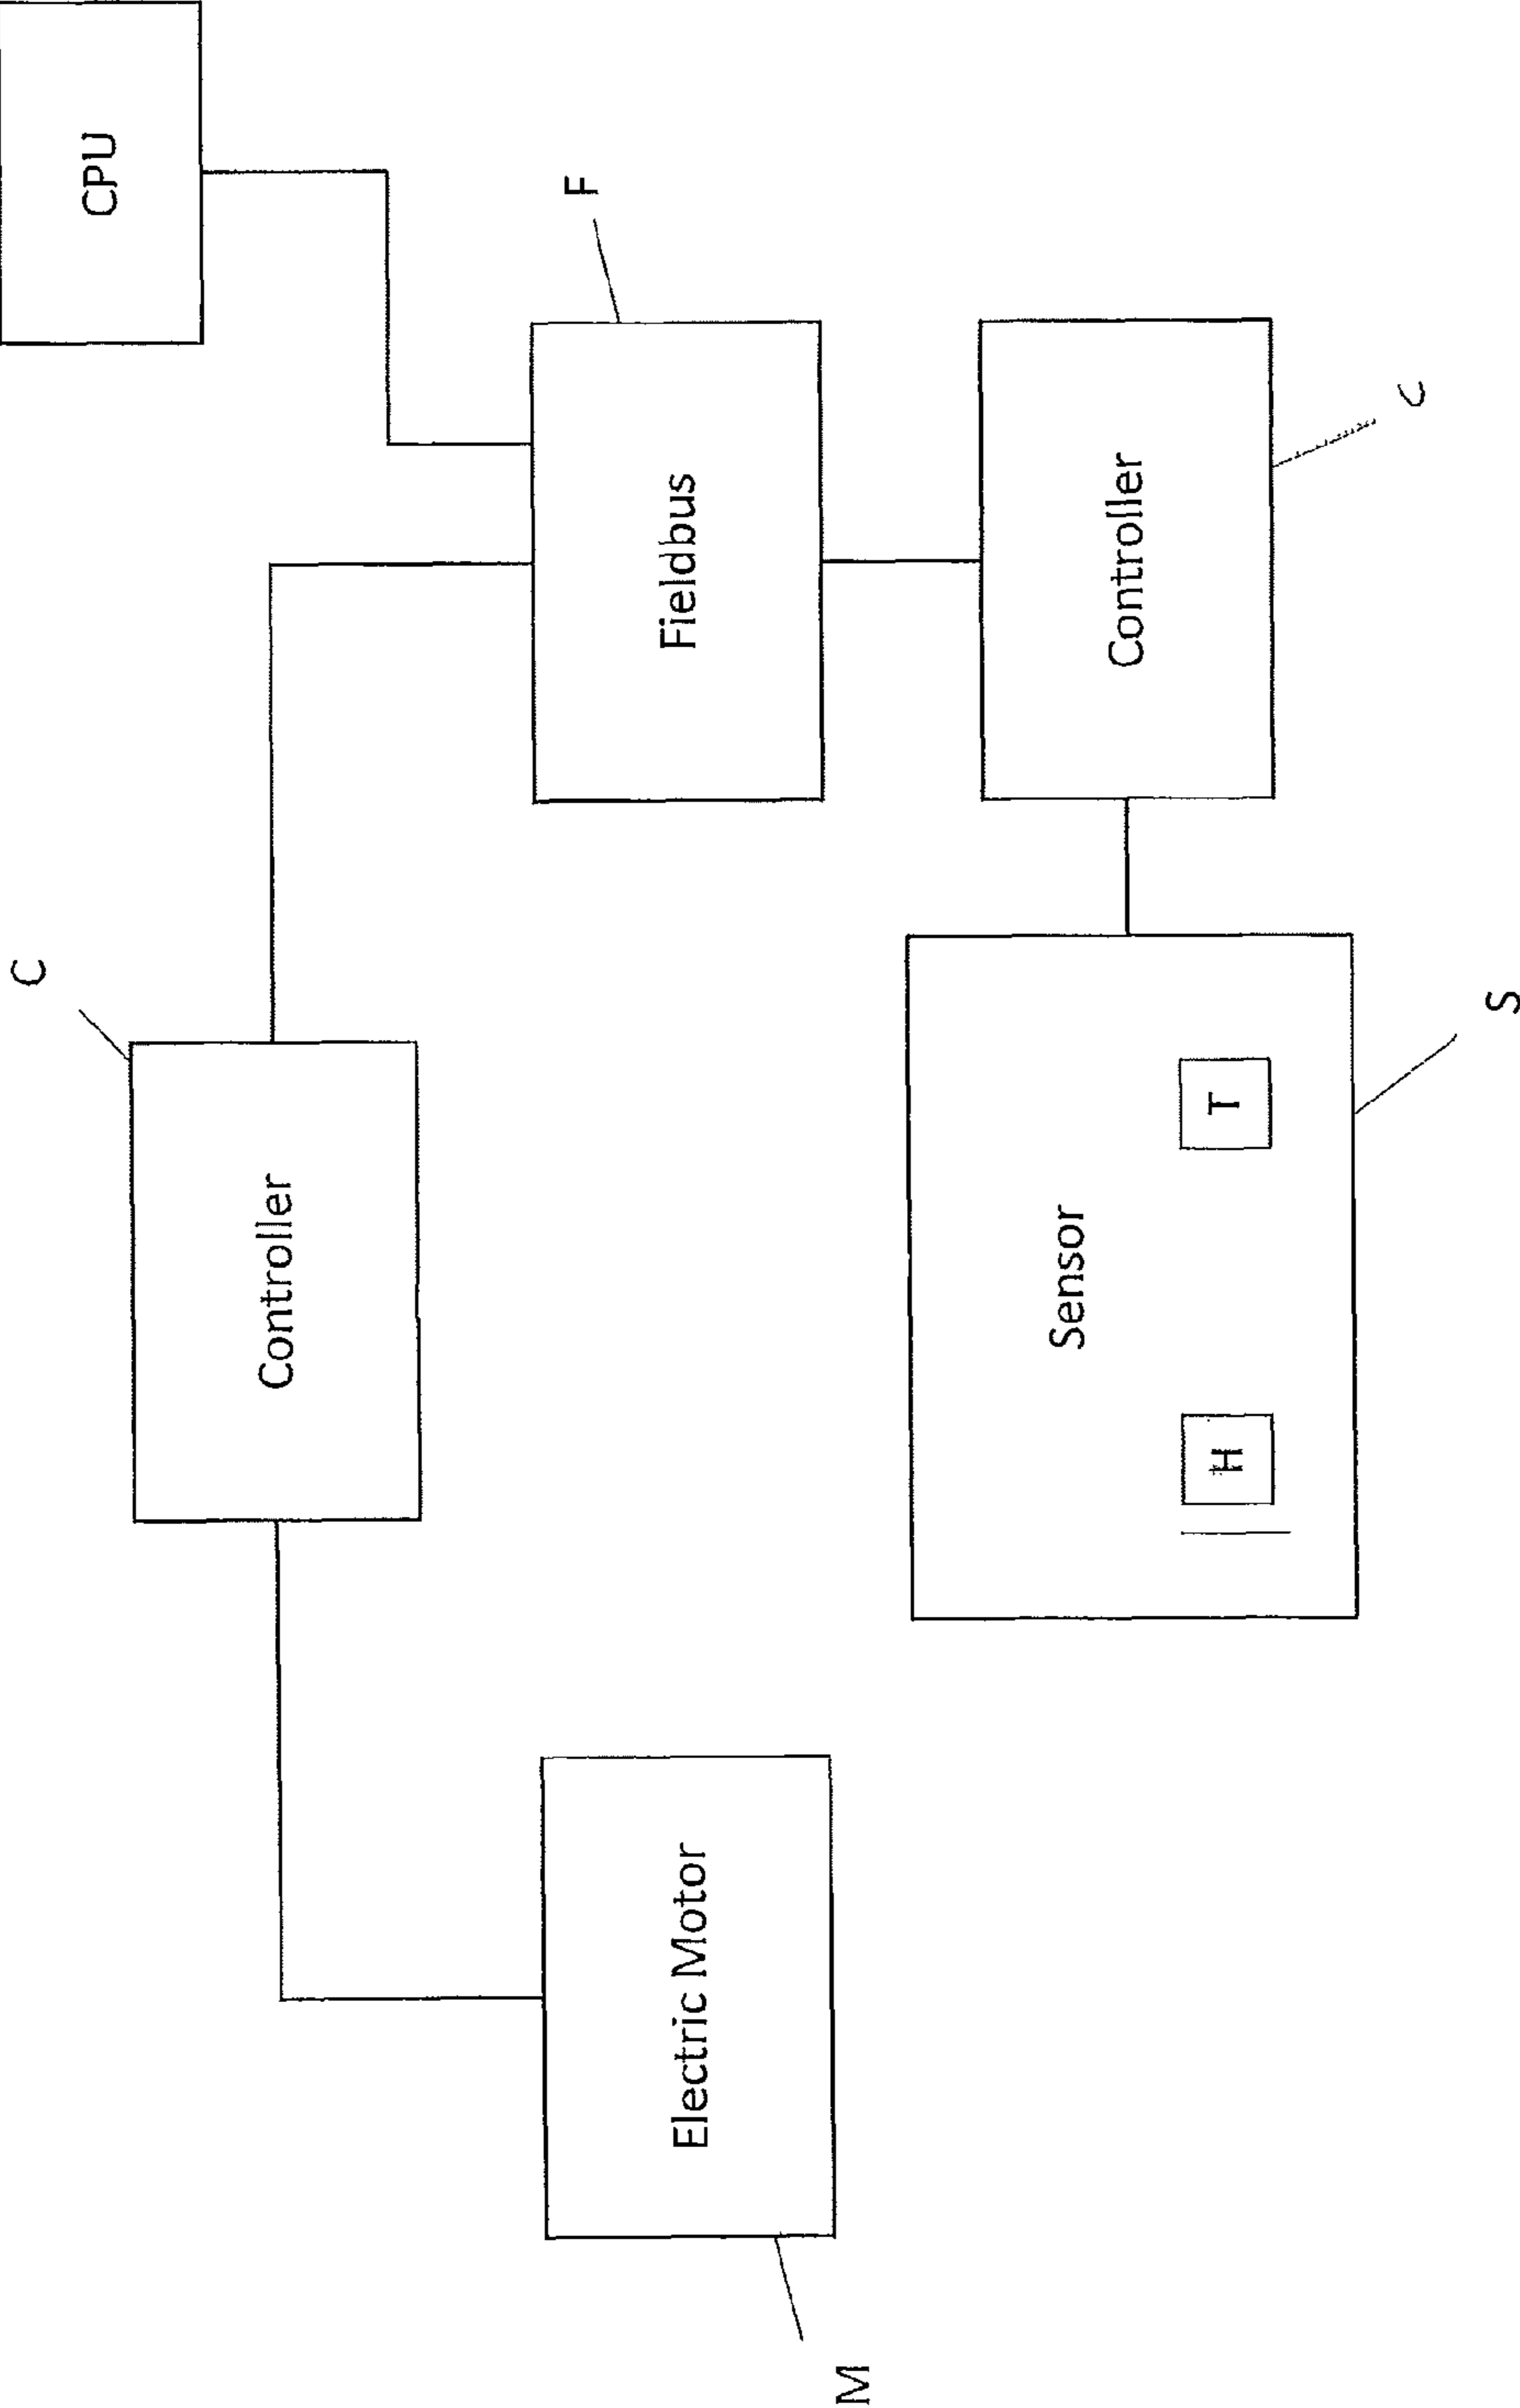 CPU
C
Controller
F
Fieldbus
Electric Motor
M
Sensor
H
T
Controller
C
S